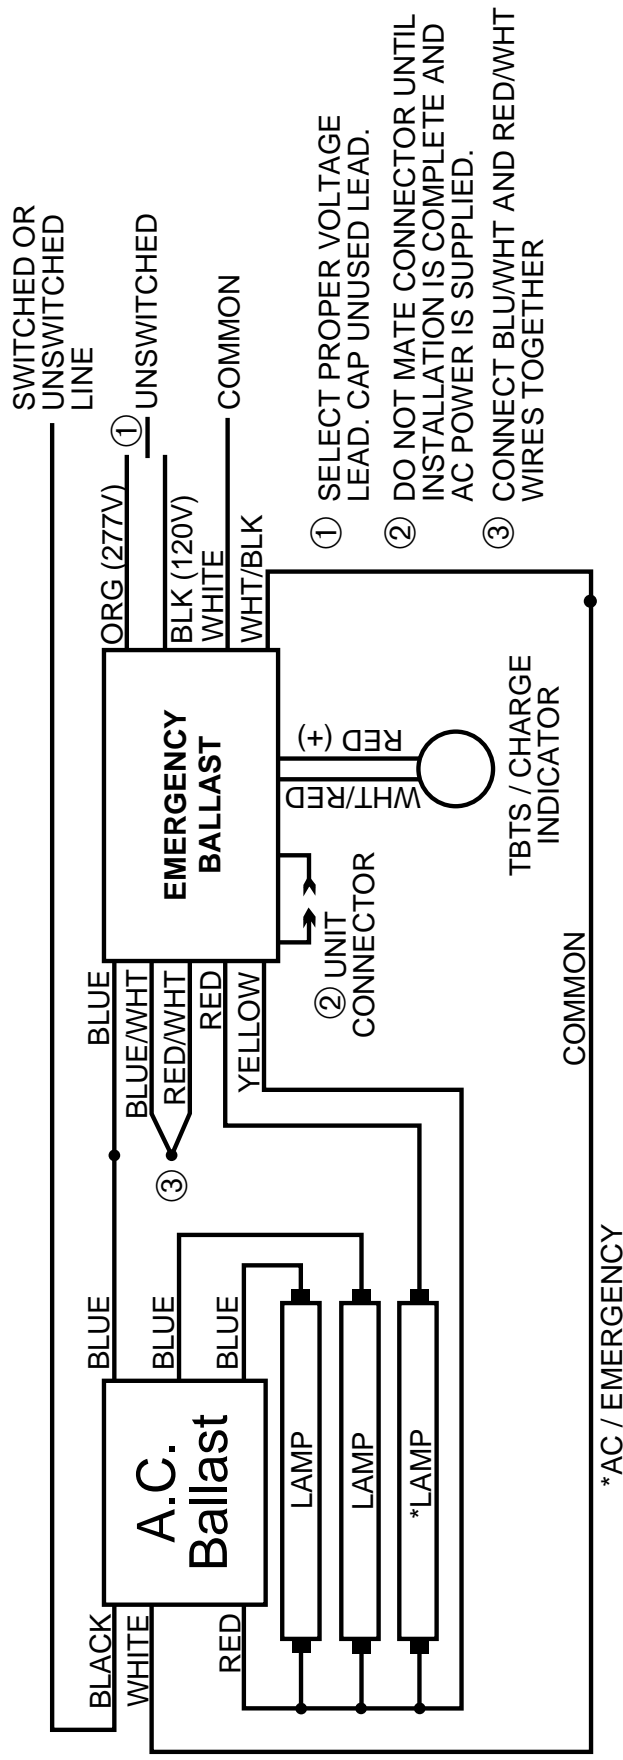 SWITCHED OR
UNSWITCHED
LINE
① UNSWITCHED
COMMON
ORG (277V)
BLK (120V)
WHITE
WHT/BLK
EMERGENCY
BALLAST
RED (+)
WHT/RED
TBTS / CHARGE
INDICATOR
② UNIT
CONNECTOR
BLUE
BLUE/WHT
RED/WHT
RED
YELLOW
③
BLUE
BLUE
BLUE
A.C.
Ballast
BLACK
WHITE
RED
LAMP
LAMP
*LAMP
COMMON
*AC / EMERGENCY
① SELECT PROPER VOLTAGE
LEAD. CAP UNUSED LEAD.
② DO NOT MATE CONNECTOR UNTIL
INSTALLATION IS COMPLETE AND
AC POWER IS SUPPLIED.
③ CONNECT BLU/WHT AND RED/WHT
WIRES TOGETHER